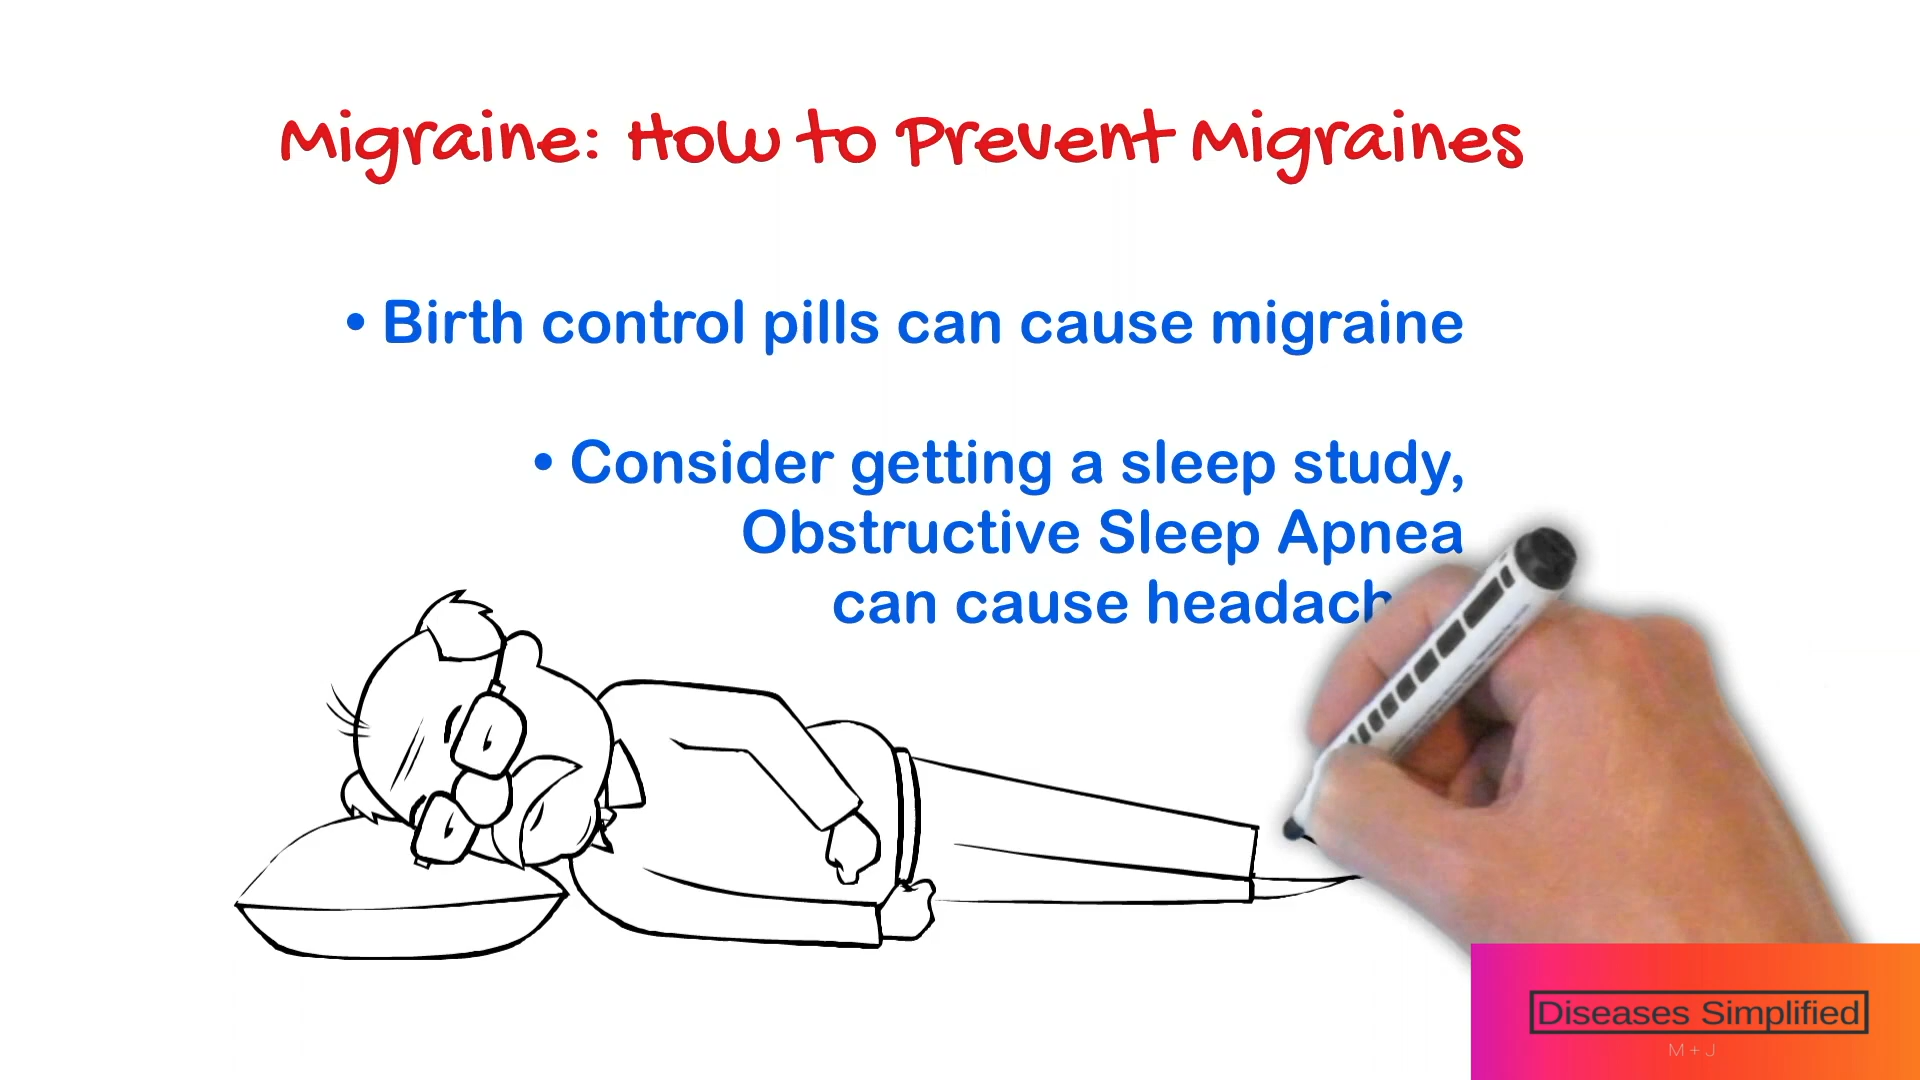 Migraine: How to Prevent Migraines
• Birth control pills can cause migraine
• Consider getting a sleep study,
Obstructive Sleep Apnea
can cause
Diseases Simplified
M + J